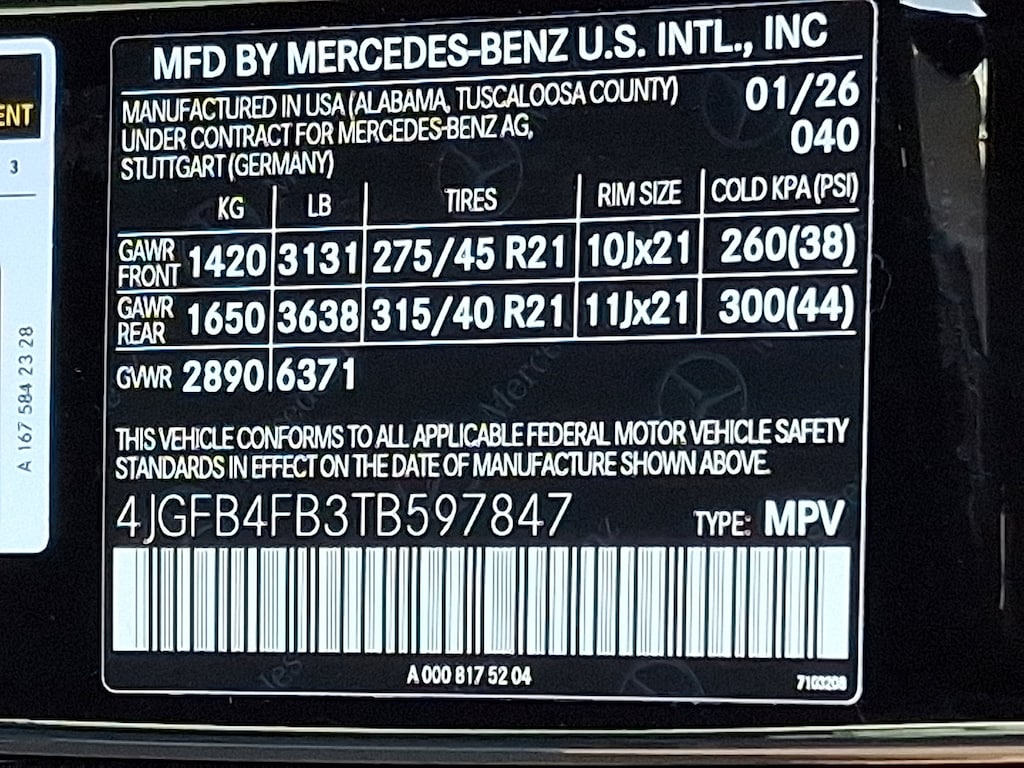 MFD BY MERCEDES-BENZ U.S. INTL., INC
MANUFACTURED IN USA (ALABAMA, TUSCALOOSA COUNTY) 01/26
UNDER CONTRACT FOR MERCEDES-BENZ AG, 040
STUTTGART (GERMANY)
KG LB TIRES RIM SIZE COLD KPA (PSI)
GAWR FRONT 1420 3131 275/45 R21 10Jx21 260(38)
GAWR REAR 1650 3638 315/40 R21 11Jx21 300(44)
GVWR 2890 6371
THIS VEHICLE CONFORMS TO ALL APPLICABLE FEDERAL MOTOR VEHICLE SAFETY
STANDARDS IN EFFECT ON THE DATE OF MANUFACTURE SHOWN ABOVE.
4JGFB4FB3TB597847 TYPE: MPV
A 000 817 52 04
ENT
3
A 167 584 23 28